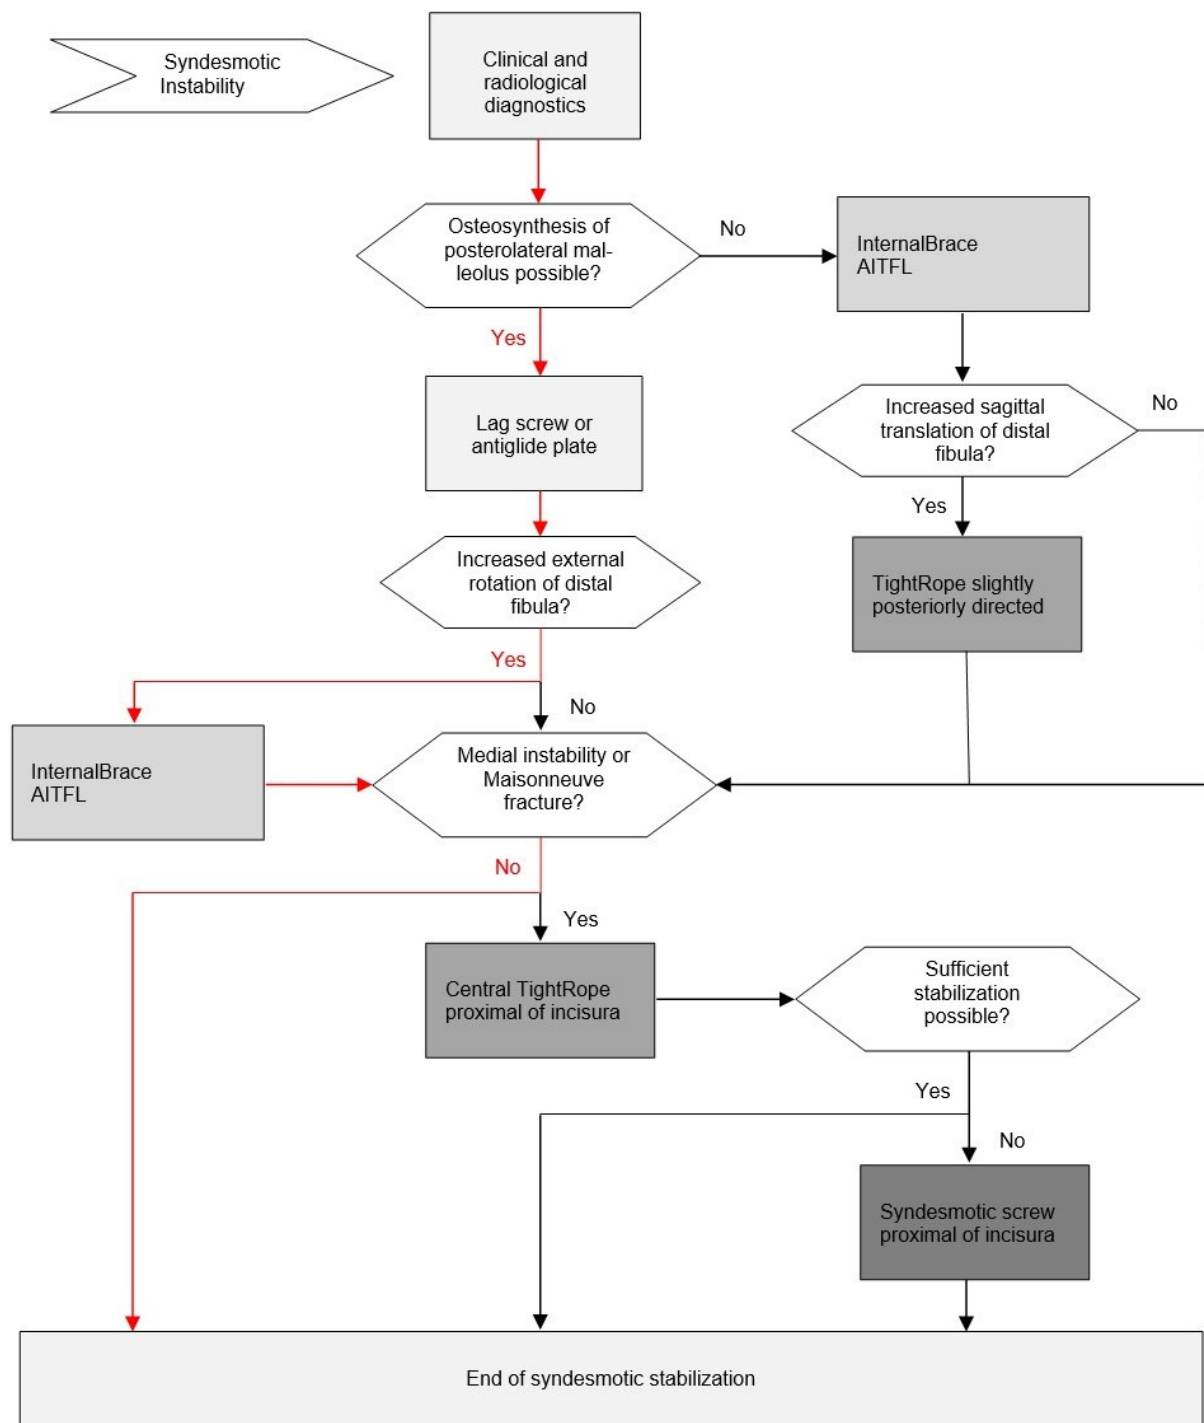 Syndesmotic
Instability
Clinical and
radiological
diagnostics
Osteosynthesis of
posterolateral mal-
leolus possible?
No
InternalBrace
AITFL
Yes
Lag screw or
antiglide plate
Increased sagittal
translation of distal
fibula?
No
Yes
Increased external
rotation of distal
fibula?
TightRope slightly
posteriorly directed
Yes
No
InternalBrace
AITFL
Medial instability or
Maisonneuve
fracture?
No
Yes
Central TightRope
proximal of incisura
Sufficient
stabilization
possible?
Yes
No
Syndesmotic screw
proximal of incisura
End of syndesmotic stabilization